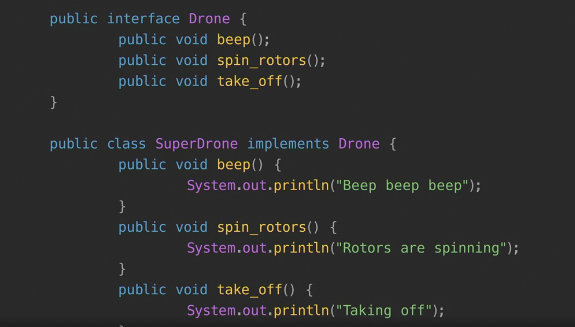 public interface Drone {
public void beep();
public void spin_rotors();
public void take_off();
}
public class SuperDrone implements Drone {
public void beep() {
System.out.println("Beep beep beep");
}
public void spin_rotors() {
System.out.println("Rotors are spinning");
}
public void take_off() {
System.out.println("Taking off");